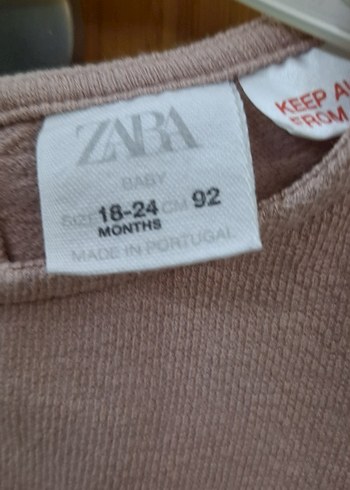 ZARA
BABY
SIZE 18-24 CM 92
MONTHS
MADE IN PORTUGAL
KEEP
FROM